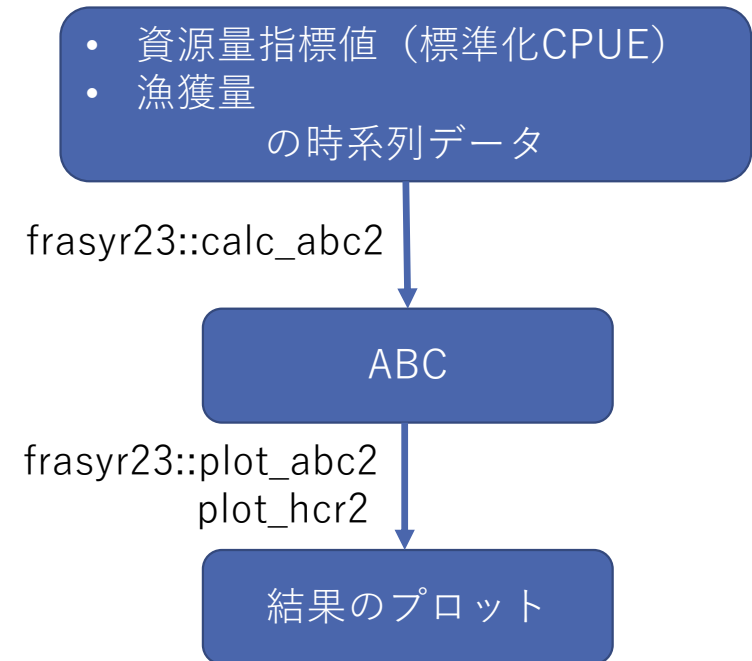 • 資源量指標値（標準化CPUE）
• 漁獲量
の時系列データ
frasyr23::calc_abc2
ABC
frasyr23::plot_abc2
plot_hcr2
結果のプロット